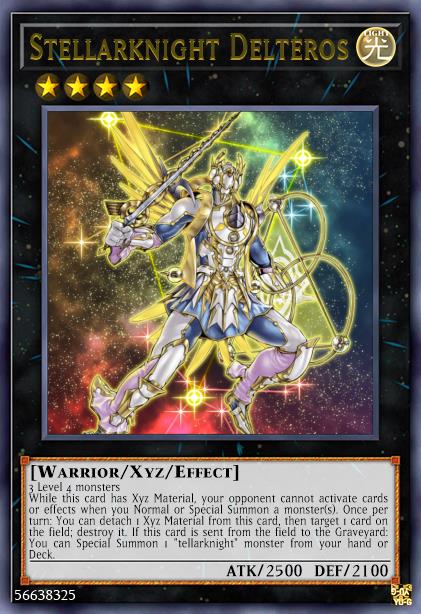 STELLARKNIGHT DELTEROS
LIGHT
光
[WARRIOR/XYZ/EFFECT]
3 Level 4 monsters
While this card has Xyz Material, your opponent cannot activate cards
or effects when you Normal or Special Summon a monster(s). Once per
turn: You can detach 1 Xyz Material from this card, then target 1 card on
the field; destroy it. If this card is sent from the field to the Graveyard:
You can Special Summon 1 "tellarknight" monster from your hand or
Deck.
ATK/2500 DEF/2100
56638325